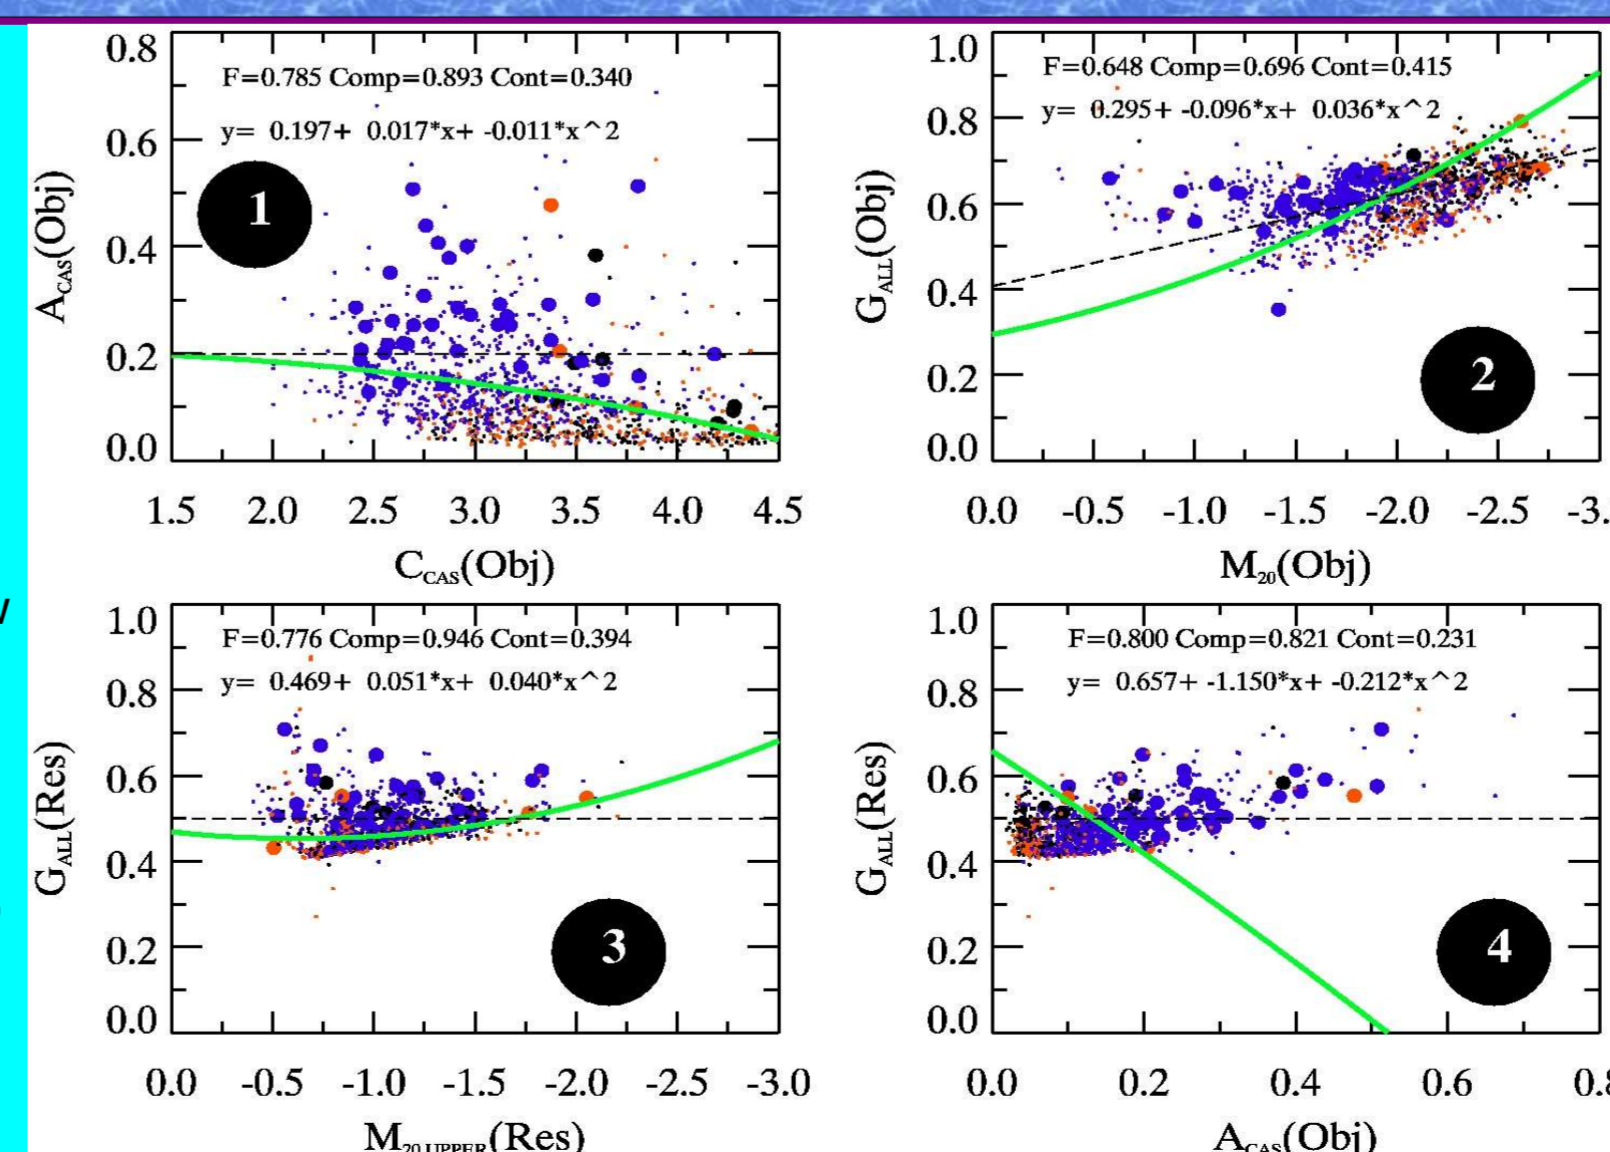 0.8
0.6
0.4
0.2
0.0
A_CAS(Obj)
F=0.785 Comp=0.893 Cont=0.340
y= 0.197+ 0.017*x+ -0.011*x^2
1
1.5 2.0 2.5 3.0 3.5 4.0 4.5
C_CAS(Obj)
1.0
0.8
0.6
0.4
0.2
0.0
G_ALL(Obj)
F=0.648 Comp=0.696 Cont=0.415
y= 0.295+ -0.096*x+ 0.036*x^2
2
0.0 -0.5 -1.0 -1.5 -2.0 -2.5 -3.
M_20(Obj)
1.0
0.8
0.6
0.4
0.2
0.0
G_ALL(Res)
F=0.776 Comp=0.946 Cont=0.394
y= 0.469+ 0.051*x+ 0.040*x^2
3
0.0 -0.5 -1.0 -1.5 -2.0 -2.5 -3.0
M_20 UPPER(Res)
1.0
0.8
0.6
0.4
0.2
0.0
G_ALL(Res)
F=0.800 Comp=0.821 Cont=0.231
y= 0.657+ -1.150*x+ -0.212*x^2
4
0.0 0.2 0.4 0.6 0.8
A_CAS(Obj)